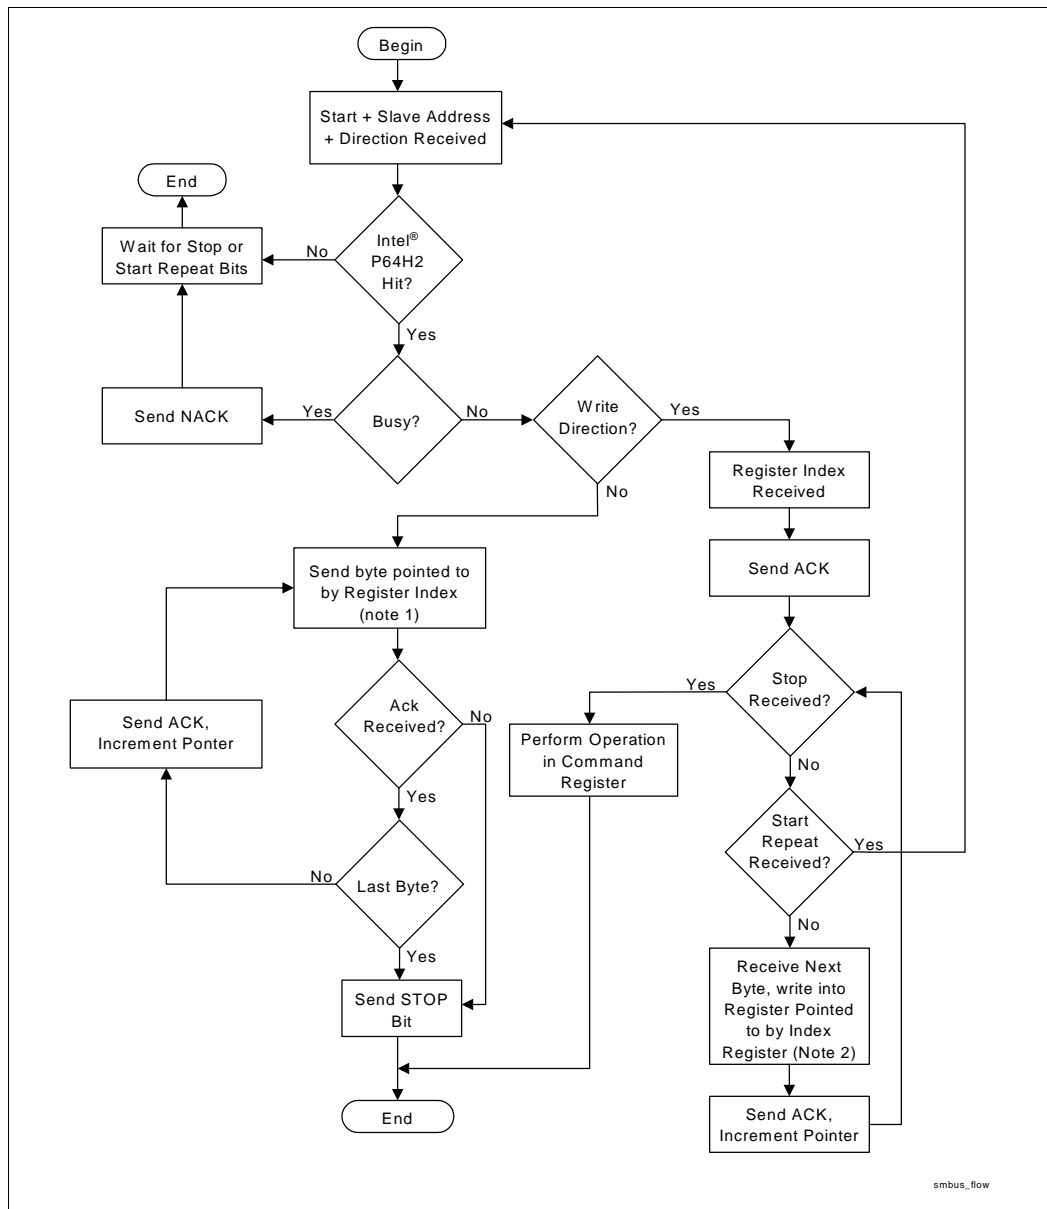 Begin
Start + Slave Address
+ Direction Received
End
Wait for Stop or
Start Repeat Bits
No
Intel®
P64H2
Hit?
Yes
Send NACK
Yes
Busy?
No
Write
Direction?
Yes
No
Register Index
Received
Send ACK
Send byte pointed to
by Register Index
(note 1)
Stop
Received?
Yes
No
Ack
Received?
No
Yes
Send ACK,
Increment Ponter
Perform Operation
in Command
Register
Start
Repeat
Received?
Yes
No
No
Last Byte?
Yes
Send STOP
Bit
Receive Next
Byte, write into
Register Pointed
to by Index
Register (Note 2)
End
Send ACK,
Increment Pointer
smbus_flow